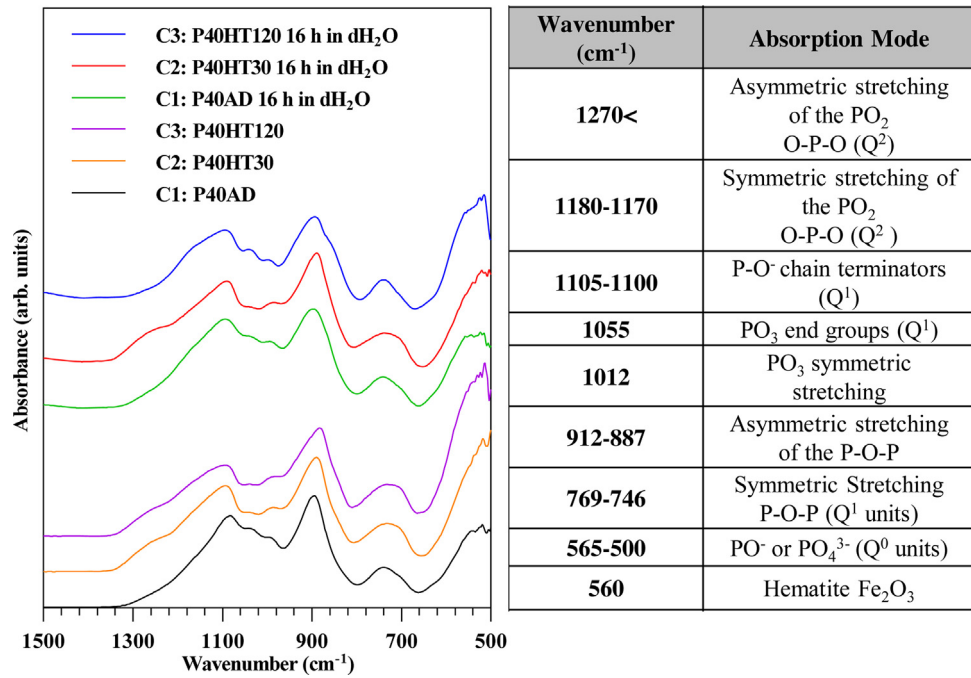 C3: P40HT120 16 h in dH₂O
C2: P40HT30 16 h in dH₂O
C1: P40AD 16 h in dH₂O
C3: P40HT120
C2: P40HT30
C1: P40AD
Absorbance (arb. units)
1500 1300 1100 900 700 500
Wavenumber (cm⁻¹)
Wavenumber
(cm⁻¹)
Absorption Mode
1270<
Asymmetric stretching
of the PO₂
O-P-O (Q²)
1180-1170
Symmetric stretching of
the PO₂
O-P-O (Q² )
1105-1100
P-O⁻ chain terminators
(Q¹)
1055
PO₃ end groups (Q¹)
1012
PO₃ symmetric
stretching
912-887
Asymmetric stretching
of the P-O-P
769-746
Symmetric Stretching
P-O-P (Q¹ units)
565-500
PO⁻ or PO₄³⁻ (Q⁰ units)
560
Hematite Fe₂O₃